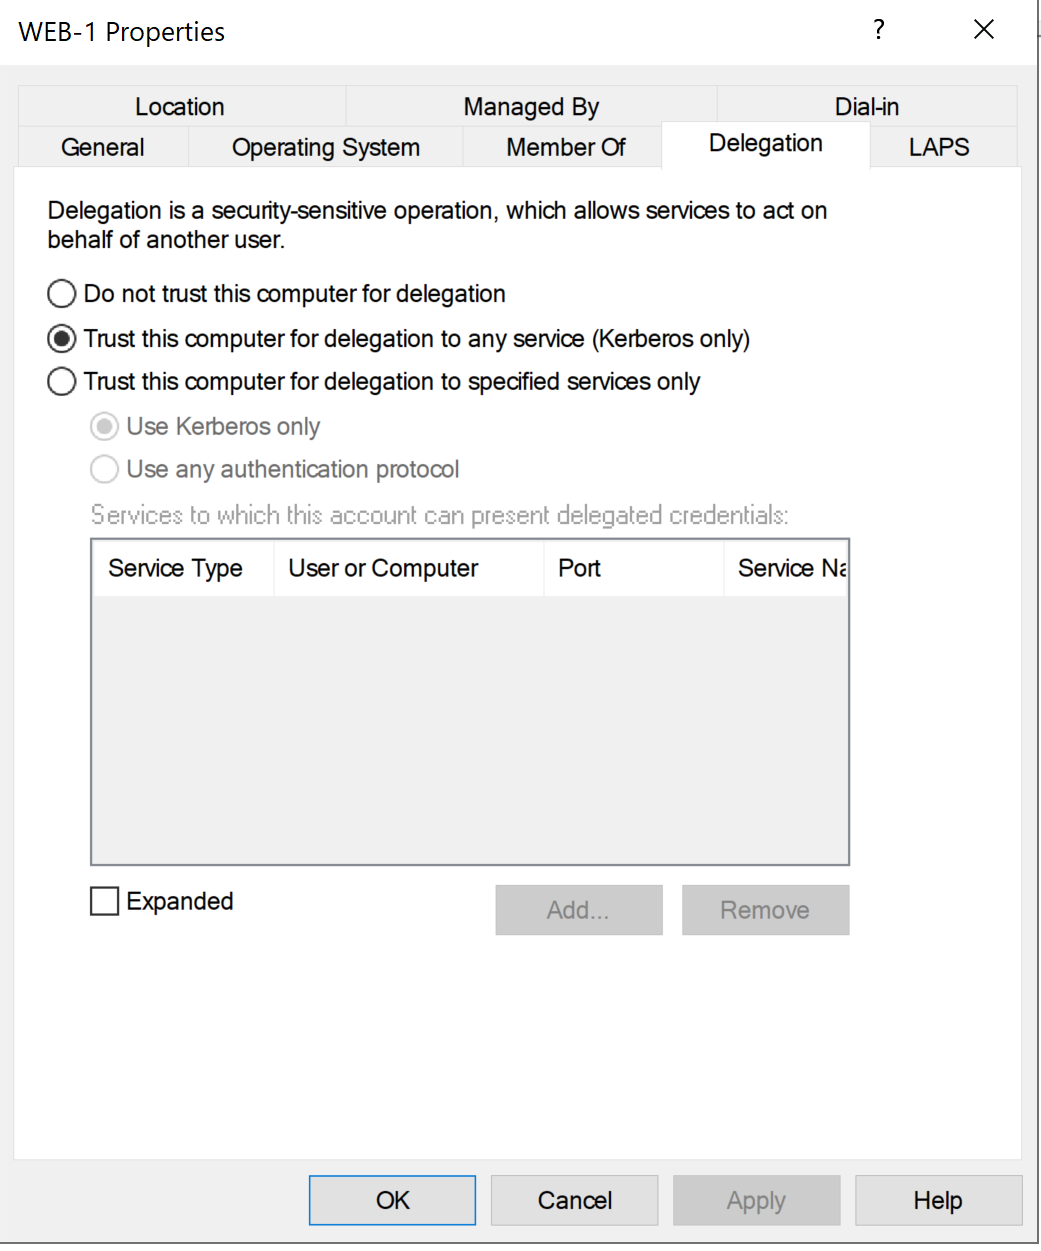 WEB-1 Properties
?
Location
Managed By
Dial-in
General
Operating System
Member Of
Delegation
LAPS
Delegation is a security-sensitive operation, which allows services to act on
behalf of another user.
Do not trust this computer for delegation
Trust this computer for delegation to any service (Kerberos only)
Trust this computer for delegation to specified services only
Use Kerberos only
Use any authentication protocol
Services to which this account can present delegated credentials:
Service Type
User or Computer
Port
Service Na
Expanded
Add...
Remove
OK
Cancel
Apply
Help